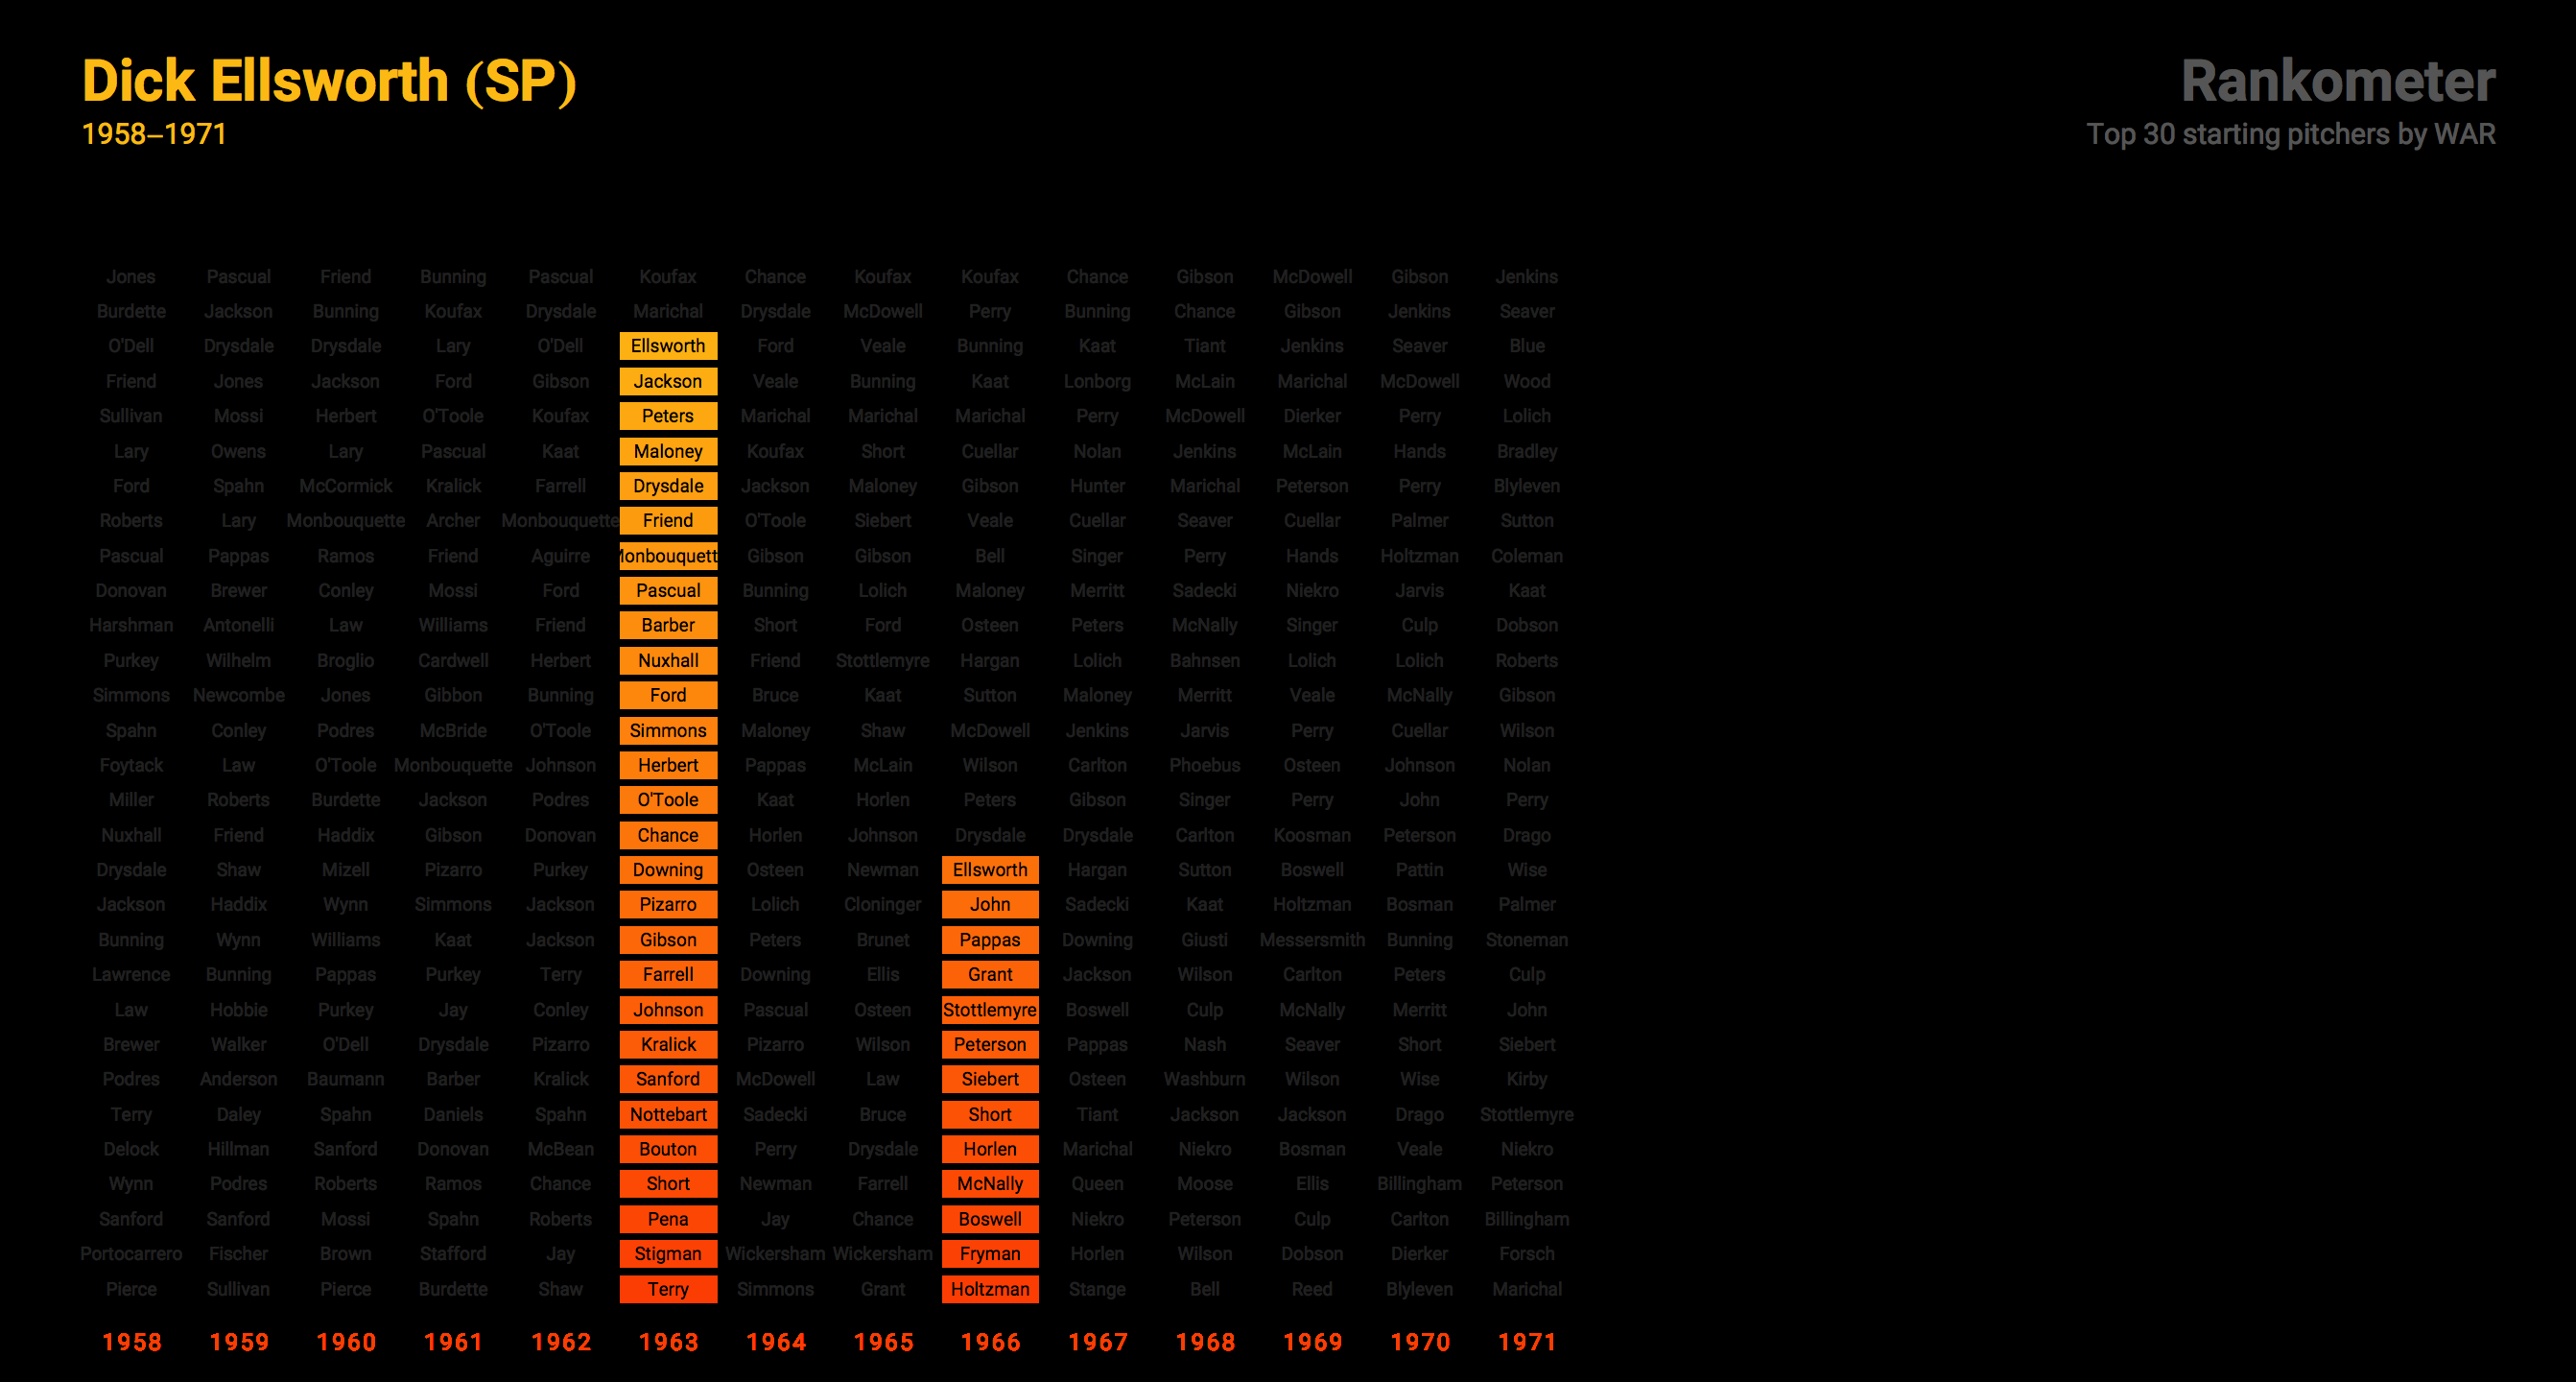 Dick Ellsworth (SP)
1958–1971
Rankometer
Top 30 starting pitchers by WAR
Jones Pascual Friend Bunning Pascual Koufax Chance Koufax Koufax Chance Gibson McDowell Gibson Jenkins
Burdette Jackson Bunning Koufax Drysdale Marichal Drysdale McDowell Perry Bunning Chance Gibson Jenkins Seaver
O'Dell Drysdale Drysdale Lary O'Dell Ellsworth Ford Veale Bunning Kaat Tiant Jenkins Seaver Blue
Friend Jones Jackson Ford Gibson Jackson Veale Bunning Kaat Lonborg McLain Marichal McDowell Wood
Sullivan Mossi Herbert O'Toole Koufax Peters Marichal Marichal Marichal Perry McDowell Dierker Perry Lolich
Lary Owens Lary Pascual Kaat Maloney Koufax Short Cuellar Nolan Jenkins McLain Hands Bradley
Ford Spahn McCormick Kralick Farrell Drysdale Jackson Maloney Gibson Hunter Marichal Peterson Perry Blyleven
Roberts Lary Monbouquette Archer Monbouquette Friend O'Toole Siebert Veale Cuellar Seaver Cuellar Palmer Sutton
Pascual Pappas Ramos Friend Aguirre Monbouquett Gibson Gibson Bell Singer Perry Hands Holtzman Coleman
Donovan Brewer Conley Mossi Ford Pascual Bunning Lolich Maloney Merritt Sadecki Niekro Jarvis Kaat
Harshman Antonelli Law Williams Friend Barber Short Ford Osteen Peters McNally Singer Culp Dobson
Purkey Wilhelm Broglio Cardwell Herbert Nuxhall Friend Stottlemyre Hargan Lolich Bahnsen Lolich Lolich Roberts
Simmons Newcombe Jones Gibbon Bunning Ford Bruce Kaat Sutton Maloney Merritt Veale McNally Gibson
Spahn Conley Podres McBride O'Toole Simmons Maloney Shaw McDowell Jenkins Jarvis Perry Cuellar Wilson
Foytack Law O'Toole Monbouquette Johnson Herbert Pappas McLain Wilson Carlton Phoebus Osteen Johnson Nolan
Miller Roberts Burdette Jackson Podres O'Toole Kaat Horlen Peters Gibson Singer Perry John Perry
Nuxhall Friend Haddix Gibson Donovan Chance Horlen Johnson Drysdale Drysdale Carlton Koosman Peterson Drago
Drysdale Shaw Mizell Pizarro Purkey Downing Osteen Newman Ellsworth Hargan Sutton Boswell Pattin Wise
Jackson Haddix Wynn Simmons Jackson Pizarro Lolich Cloninger John Sadecki Kaat Holtzman Bosman Palmer
Bunning Wynn Williams Kaat Jackson Gibson Peters Brunet Pappas Downing Giusti Messersmith Bunning Stoneman
Lawrence Bunning Pappas Purkey Terry Farrell Downing Ellis Grant Jackson Wilson Carlton Peters Culp
Law Hobbie Purkey Jay Conley Johnson Pascual Osteen Stottlemyre Boswell Culp McNally Merritt John
Brewer Walker O'Dell Drysdale Pizarro Kralick Pizarro Wilson Peterson Pappas Nash Seaver Short Siebert
Podres Anderson Baumann Barber Kralick Sanford McDowell Law Siebert Osteen Washburn Wilson Wise Kirby
Terry Daley Spahn Daniels Spahn Nottebart Sadecki Bruce Short Tiant Jackson Jackson Drago Stottlemyre
Delock Hillman Sanford Donovan McBean Bouton Perry Drysdale Horlen Marichal Niekro Bosman Veale Niekro
Wynn Podres Roberts Ramos Chance Short Newman Farrell McNally Queen Moose Ellis Billingham Peterson
Sanford Sanford Mossi Spahn Roberts Pena Jay Chance Boswell Niekro Peterson Culp Carlton Billingham
Portocarrero Fischer Brown Stafford Jay Stigman Wickersham Wickersham Fryman Horlen Wilson Dobson Dierker Forsch
Pierce Sullivan Pierce Burdette Shaw Terry Simmons Grant Holtzman Stange Bell Reed Blyleven Marichal
1958 1959 1960 1961 1962 1963 1964 1965 1966 1967 1968 1969 1970 1971